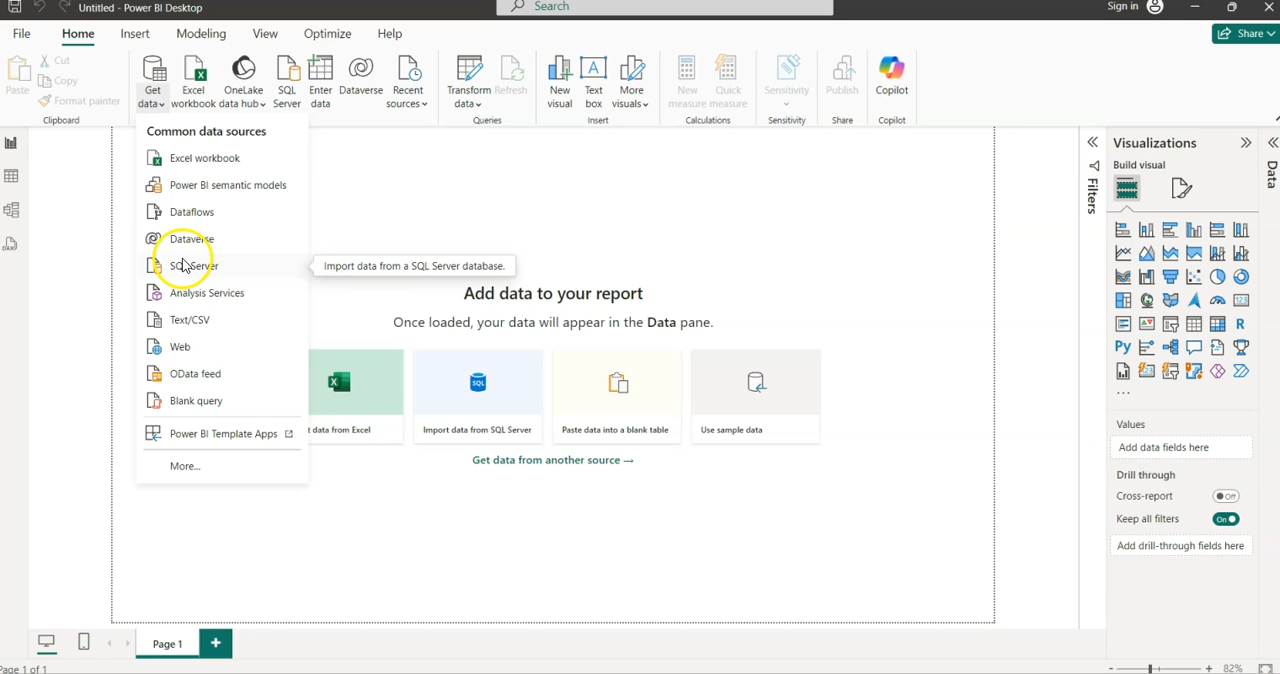 Untitled - Power BI Desktop
Search
Sign in
File
Home
Insert
Modeling
View
Optimize
Help
Share
Paste
Cut
Copy
Format painter
Clipboard
Get data
Excel workbook
OneLake data hub
SQL Server
Enter data
Dataverse
Recent sources
Transform data
Refresh
Queries
New visual
Text box
More visuals
Insert
New measure
Quick measure
Calculations
Sensitivity
Sensitivity
Publish
Share
Copilot
Copilot
Common data sources
Excel workbook
Power BI semantic models
Dataflows
Dataverse
SQL Server
Import data from a SQL Server database.
Analysis Services
Text/CSV
Web
OData feed
Blank query
Power BI Template Apps
More...
Add data to your report
Once loaded, your data will appear in the Data pane.
SQL
t data from Excel
Import data from SQL Server
Paste data into a blank table
Use sample data
Get data from another source →
Filters
Visualizations
Build visual
Data
123
R
Py
...
Values
Add data fields here
Drill through
Cross-report
Off
Keep all filters
On
Add drill-through fields here
Page 1
+
Page 1 of 1
- + 82%